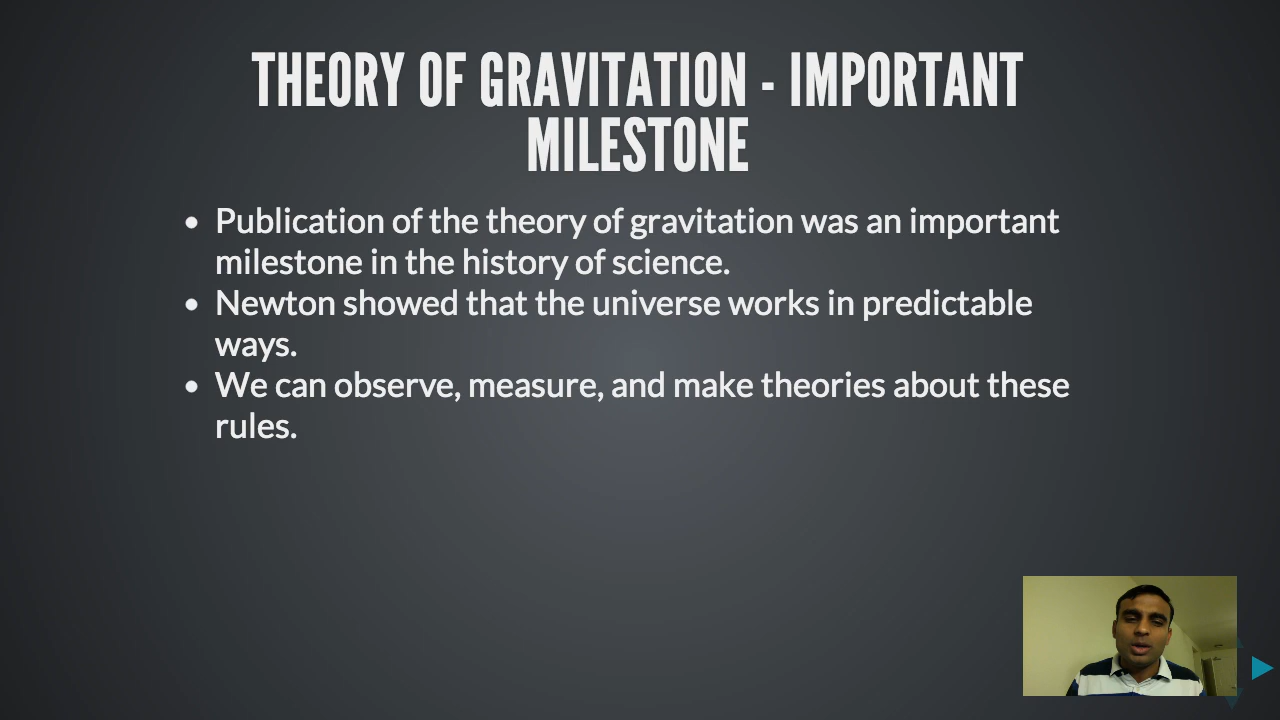 THEORY OF GRAVITATION - IMPORTANT
MILESTONE
• Publication of the theory of gravitation was an important
milestone in the history of science.
• Newton showed that the universe works in predictable
ways.
• We can observe, measure, and make theories about these
rules.